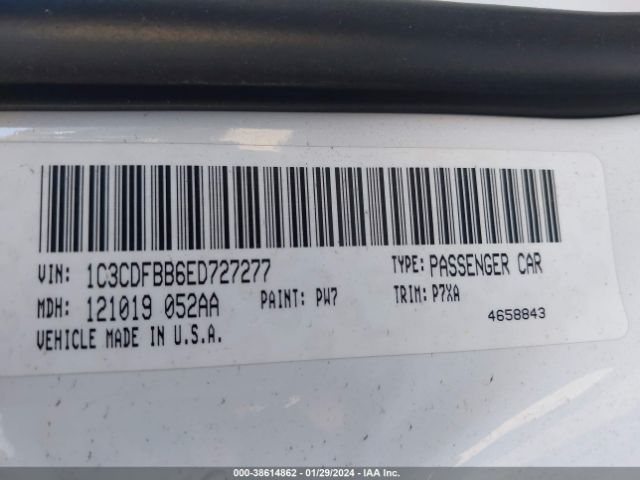 VIN: 1C3CDFBB6ED727277 TYPE: PASSENGER CAR
MDH: 121019 052AA PAINT: PW7 TRIM: P7XA
4658843
VEHICLE MADE IN U.S.A.
000-38614862 - 01/29/2024 - IAA Inc.